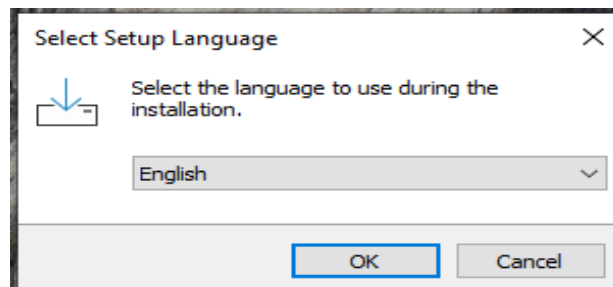 Select Setup Language
Select the language to use during the
installation.
English
OK
Cancel